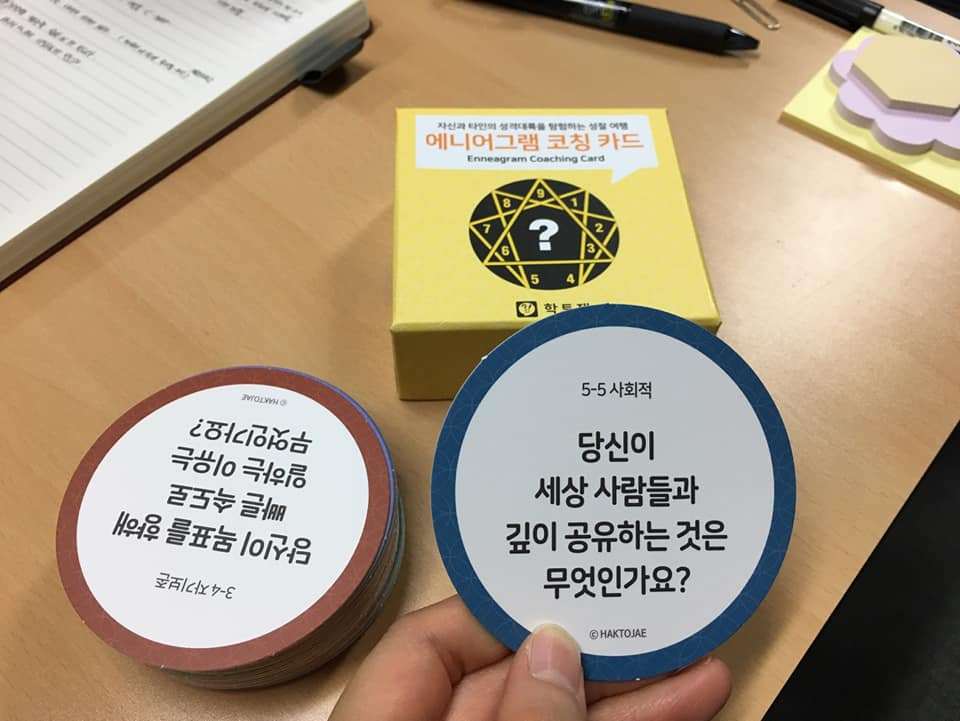 자신과 타인의 성격대륙을 탐험하는 성찰 여행
에니어그램 코칭 카드
Enneagram Coaching Card
9
8 1
7 ? 2
6 3
5 4
학토재
5-5 사회적
당신이
세상 사람들과
깊이 공유하는 것은
무엇인가요?
© HAKTOJAE
3-4 자기보존
당신이 목표를 향해
빠른 속도로
일하는 이유는
무엇인가요?
© HAKTOJAE